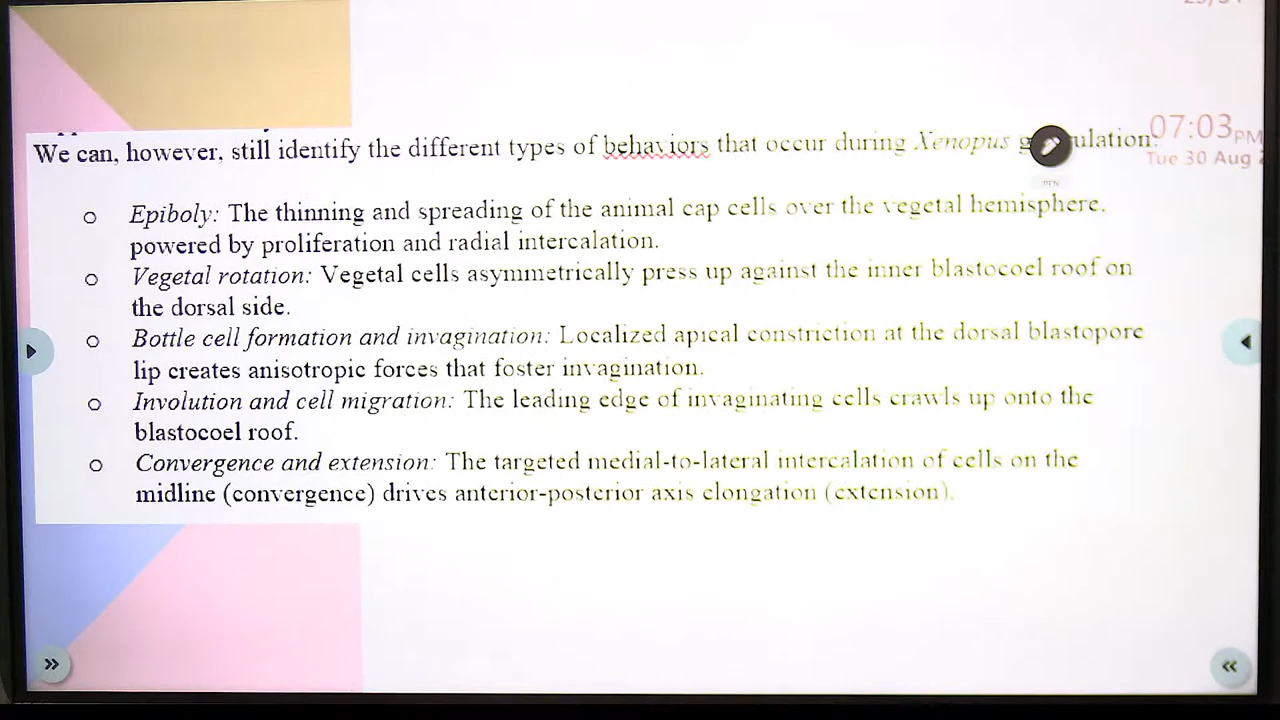 We can, however, still identify the different types of behaviors that occur during Xenopus
07:03PM
Tue 30 Aug
○ Epiboly: The thinning and spreading of the animal cap cells over the vegetal hemisphere,
powered by proliferation and radial intercalation.
○ Vegetal rotation: Vegetal cells asymmetrically press up against the inner blastocoel roof on
the dorsal side.
○ Bottle cell formation and invagination: Localized apical constriction at the dorsal blastopore
lip creates anisotropic forces that foster invagination.
○ Involution and cell migration: The leading edge of invaginating cells crawls up onto the
blastocoel roof.
○ Convergence and extension: The targeted medial-to-lateral intercalation of cells on the
midline (convergence) drives anterior-posterior axis elongation (extension).